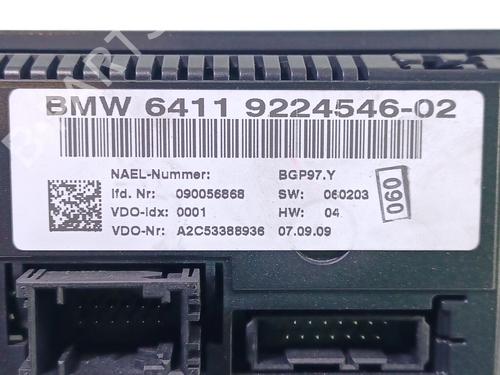 BMW 6411 9224546-02
NAEL-Nummer: BGP97.Y
lfd. Nr: 090056868 SW: 060203
VDO-Idx: 0001 HW: 04
VDO-Nr: A2C53388936 07.09.09
060